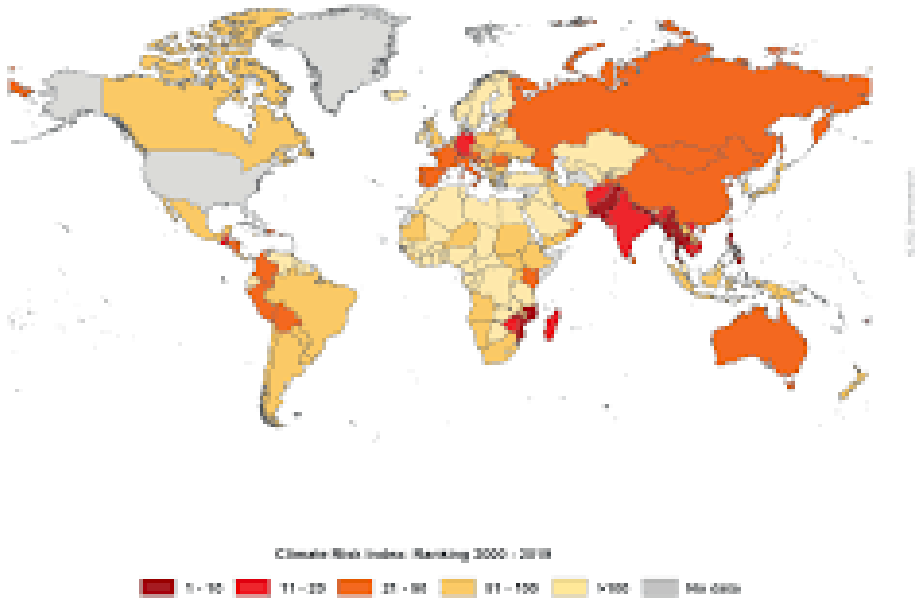 Climate Risk Index: Ranking 2000 - 2019
1 - 10
11 - 20
21 - 50
51 - 100
>100
No data